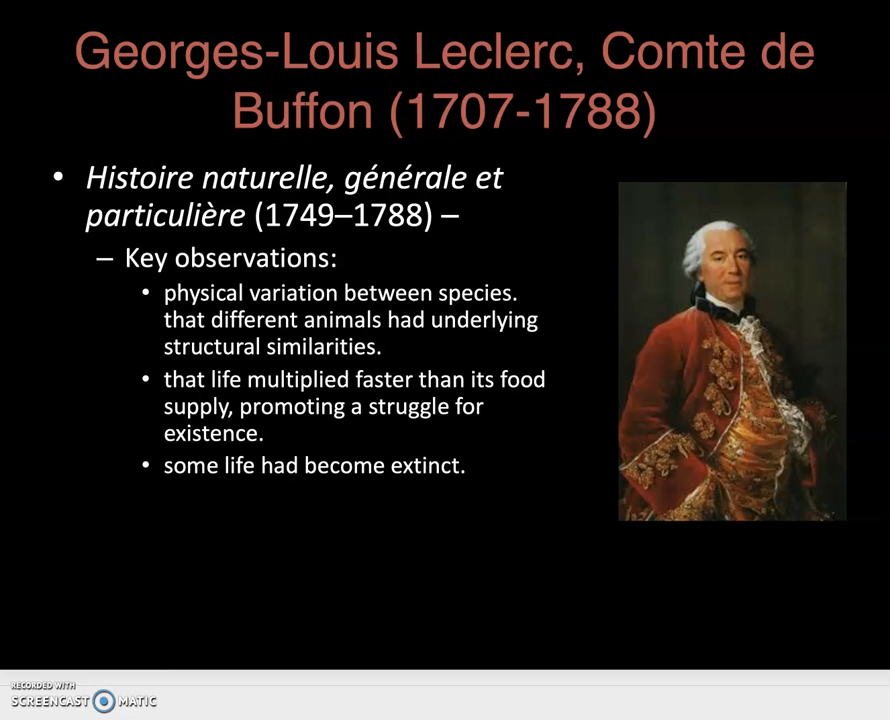 Georges-Louis Leclerc, Comte de
Buffon (1707-1788)
• Histoire naturelle, générale et
particulière (1749–1788) –
– Key observations:
• physical variation between species.
that different animals had underlying
structural similarities.
• that life multiplied faster than its food
supply, promoting a struggle for
existence.
• some life had become extinct.
RECORDED WITH
SCREENCAST MATIC